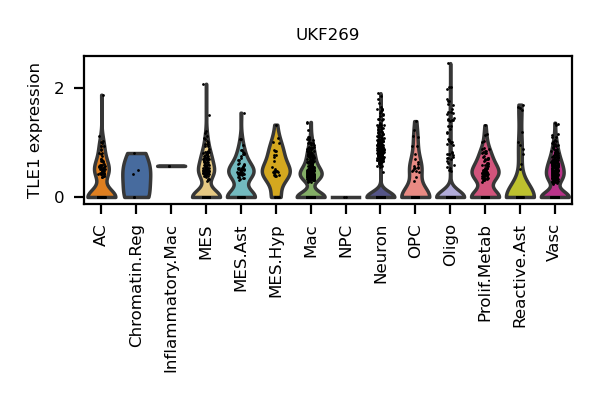 UKF269
TLE1 expression
2
0
AC
Chromatin.Reg
Inflammatory.Mac
MES
MES.Ast
MES.Hyp
Mac
NPC
Neuron
OPC
Oligo
Prolif.Metab
Reactive.Ast
Vasc